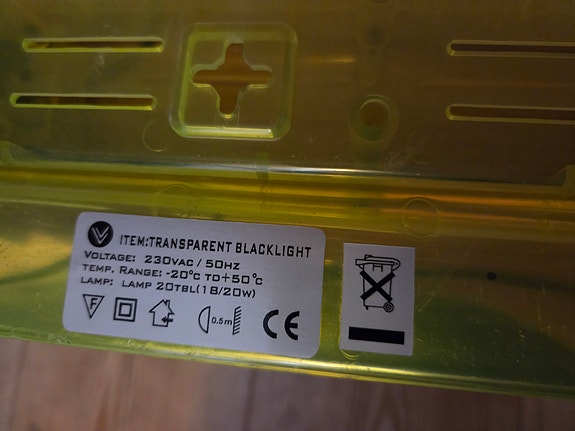 ITEM:TRANSPARENT BLACKLIGHT
VOLTAGE: 230VAC / 50HZ
TEMP. RANGE: -20°C TO+50°C
LAMP: LAMP 20TBL(18/20W)
F
0.5m
CE